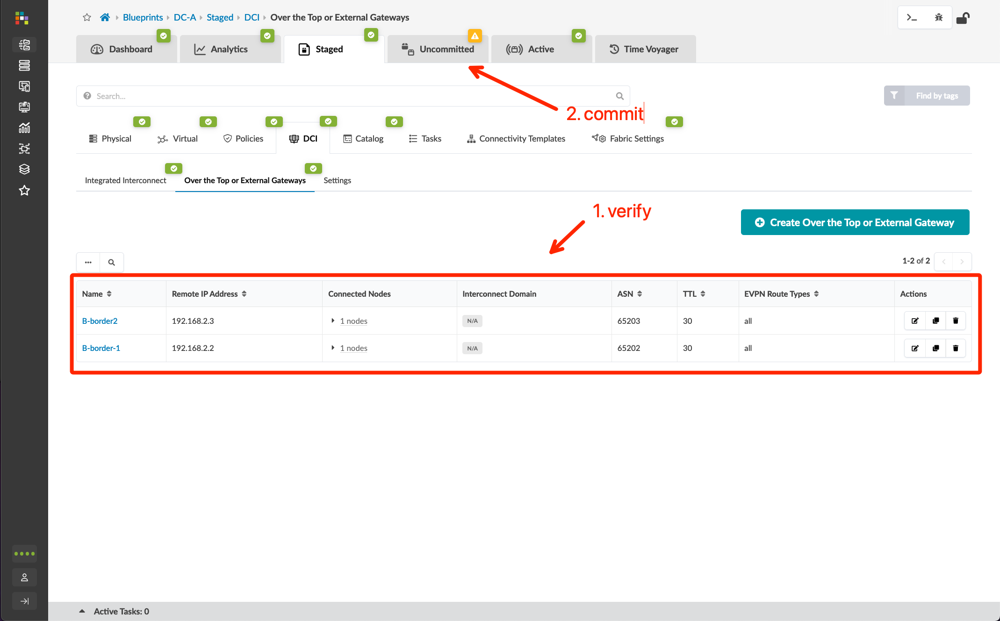 Blueprints DC-A Staged DCI Over the Top or External Gateways
Dashboard Analytics Staged Uncommitted Active Time Voyager
Search...
Find by tags
2. commit
Physical Virtual Policies DCI Catalog Tasks Connectivity Templates Fabric Settings
Integrated Interconnect Over the Top or External Gateways Settings
1. verify
Create Over the Top or External Gateway
1-2 of 2
Name Remote IP Address Connected Nodes Interconnect Domain ASN TTL EVPN Route Types Actions
B-border2 192.168.2.3 1 nodes N/A 65203 30 all
B-border-1 192.168.2.2 1 nodes N/A 65202 30 all
Active Tasks: 0